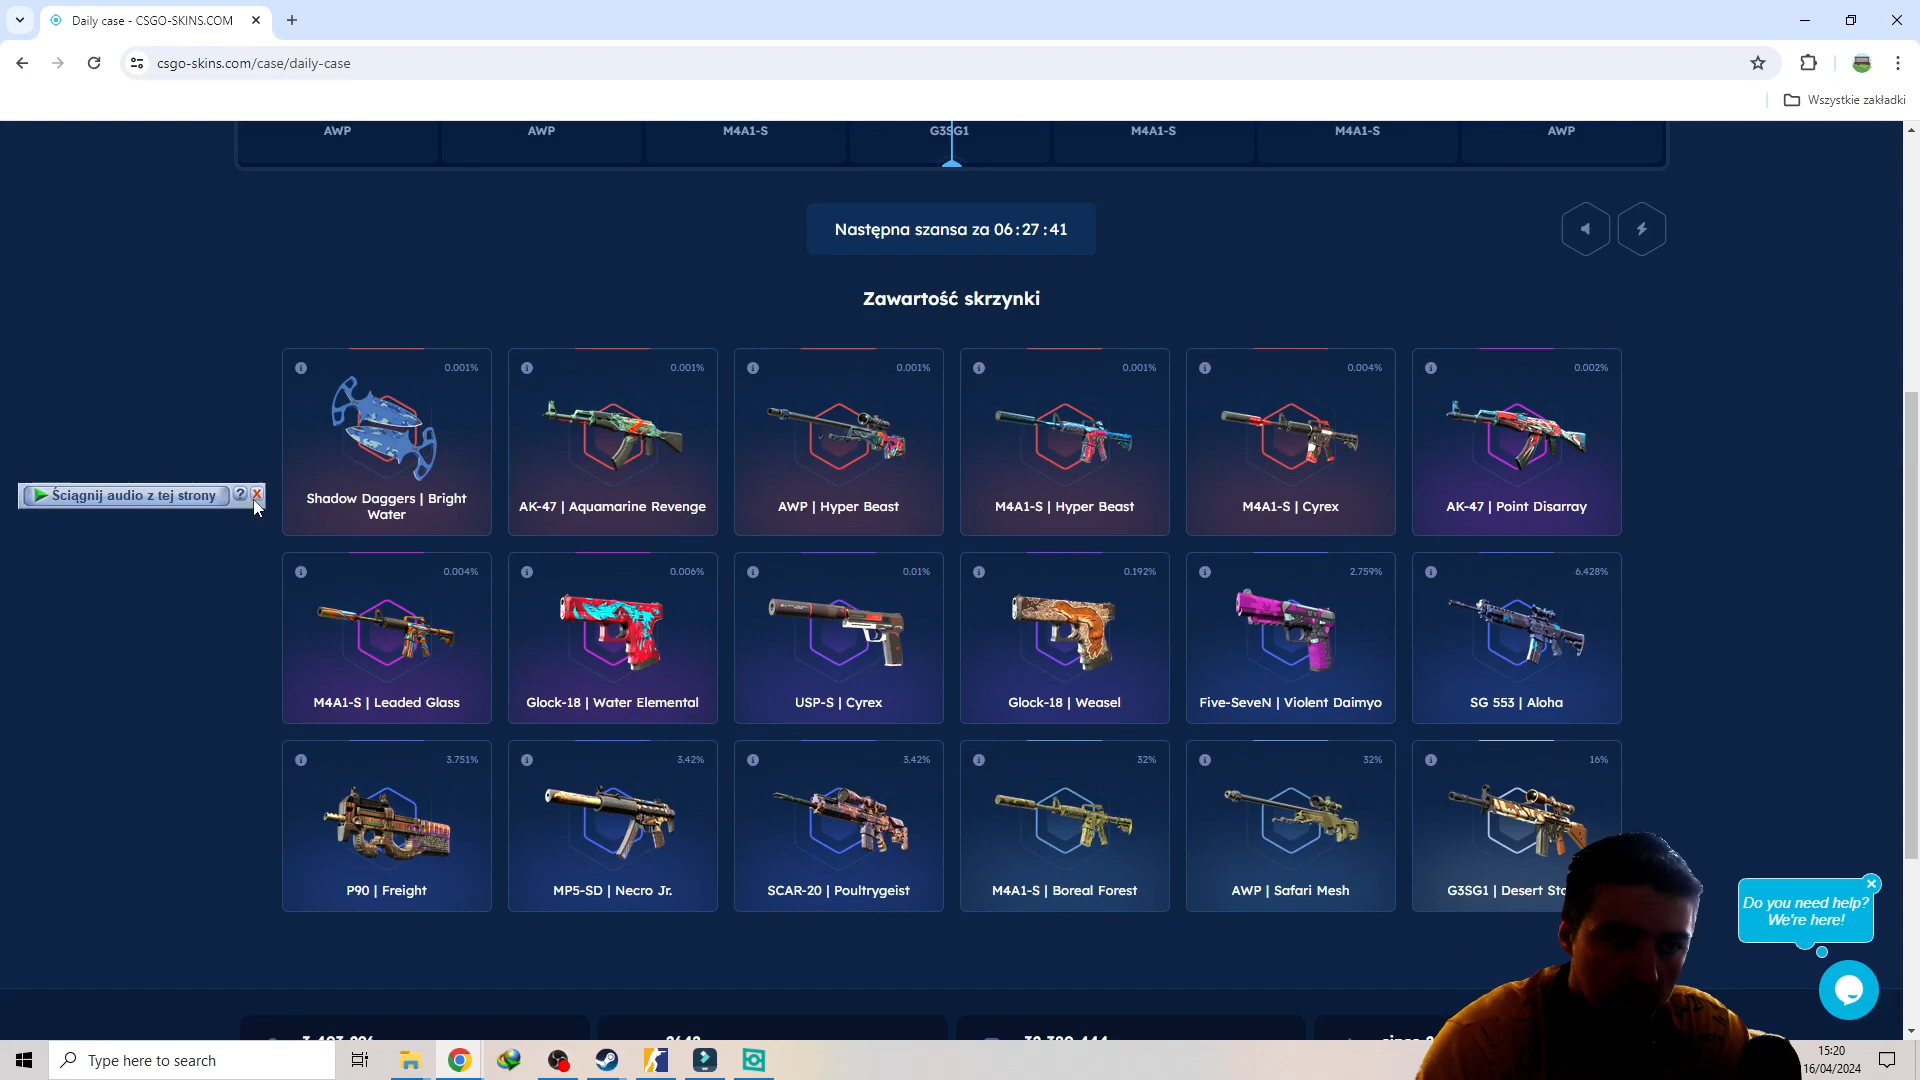 Daily case - CSGO-SKINS.COM
csgo-skins.com/case/daily-case
Wszystkie zakładki
AWP
AWP
M4A1-S
G3SG1
M4A1-S
M4A1-S
AWP
Następna szansa za 06:27:41
Zawartość skrzynki
0.001%
0.001%
0.001%
0.001%
0.004%
0.002%
Ściągnij audio z tej strony
Shadow Daggers | Bright
Water
AK-47 | Aquamarine Revenge
AWP | Hyper Beast
M4A1-S | Hyper Beast
M4A1-S | Cyrex
AK-47 | Point Disarray
0.004%
0.006%
0.01%
0.192%
2.759%
6.428%
M4A1-S | Leaded Glass
Glock-18 | Water Elemental
USP-S | Cyrex
Glock-18 | Weasel
Five-SeveN | Violent Daimyo
SG 553 | Aloha
3.751%
3.42%
3.42%
32%
32%
16%
P90 | Freight
MP5-SD | Necro Jr.
SCAR-20 | Poultrygeist
M4A1-S | Boreal Forest
AWP | Safari Mesh
G3SG1 | Desert
Do you need help?
We're here!
Type here to search
15:20
16/04/2024